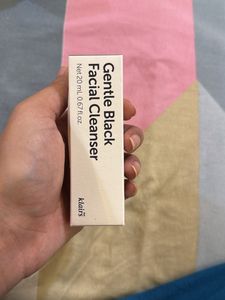 Gentle Black
Facial Cleanser
Net 20 mL 0.67 fl.oz.
klairs